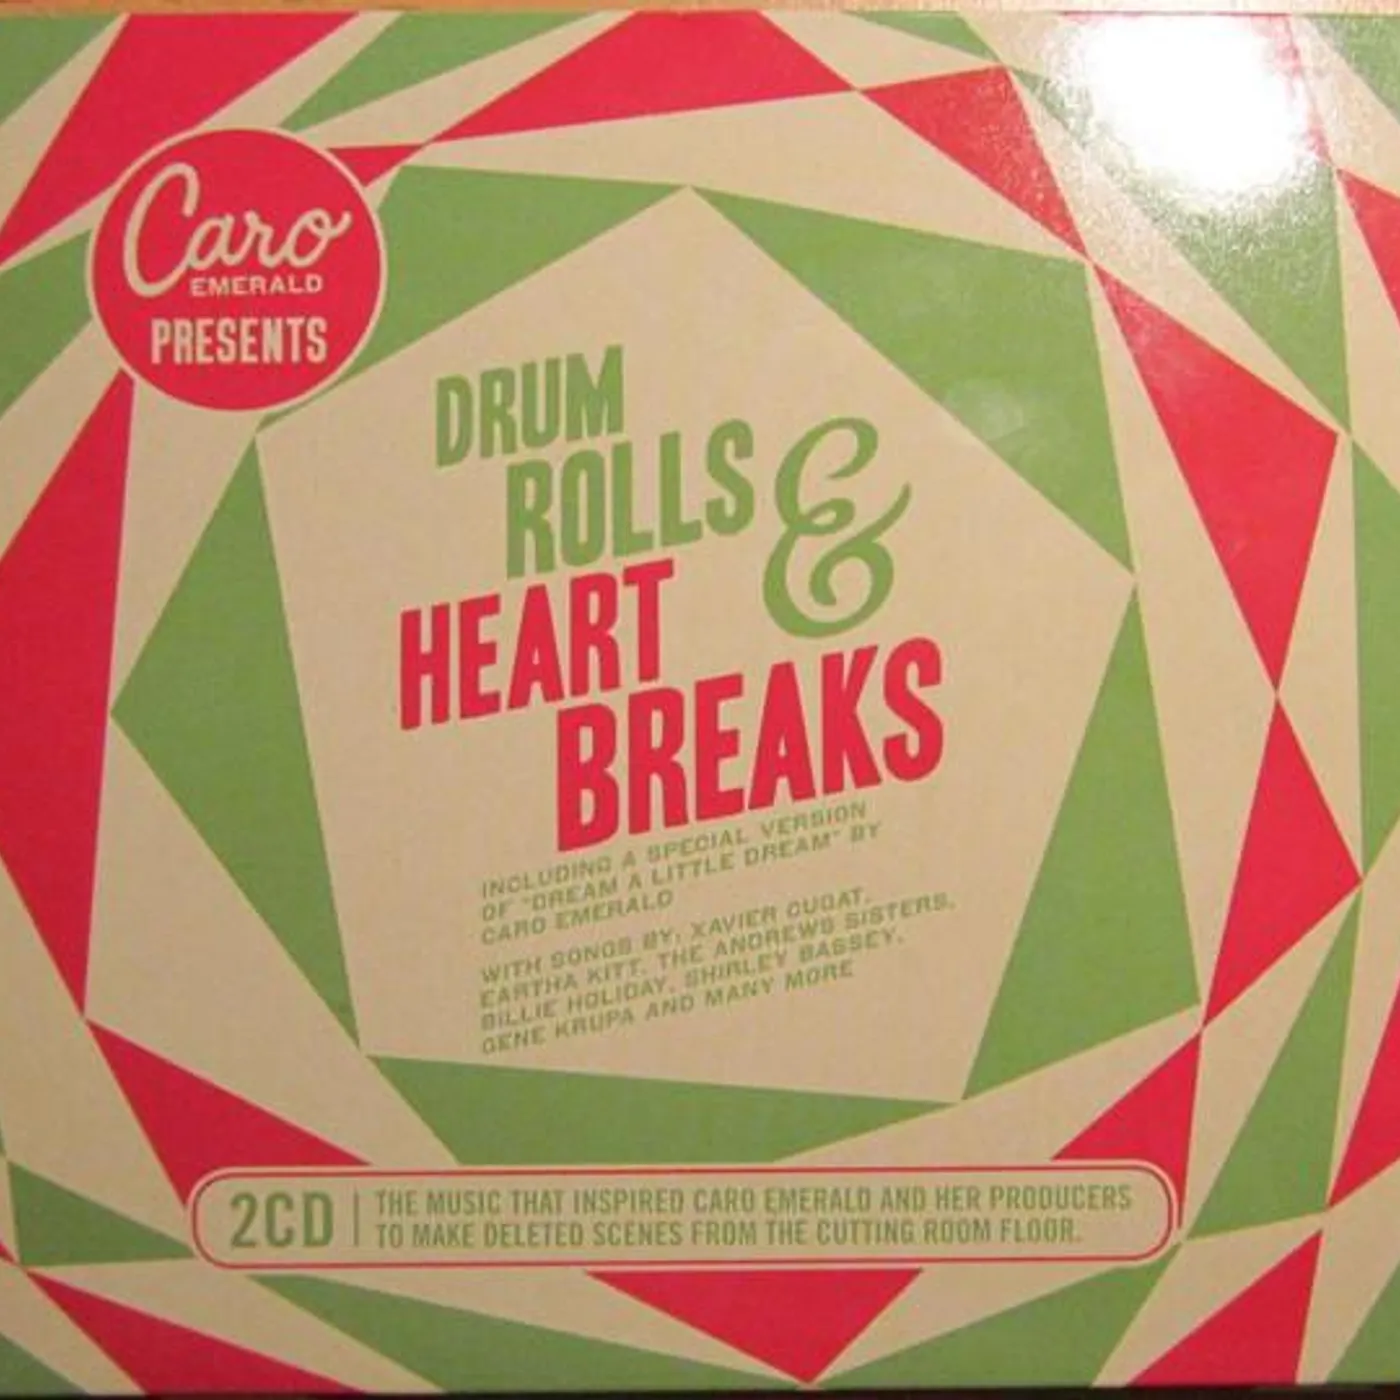 Caro
EMERALD
PRESENTS
DRUM
ROLLS &
HEART
BREAKS
INCLUDING A SPECIAL VERSION
OF "DREAM A LITTLE DREAM" BY
CARO EMERALD
WITH SONGS BY: XAVIER CUGAT,
EARTHA KITT, THE ANDREWS SISTERS,
BILLIE HOLIDAY, SHIRLEY BASSEY,
GENE KRUPA AND MANY MORE
2CD
THE MUSIC THAT INSPIRED CARO EMERALD AND HER PRODUCERS
TO MAKE DELETED SCENES FROM THE CUTTING ROOM FLOOR.